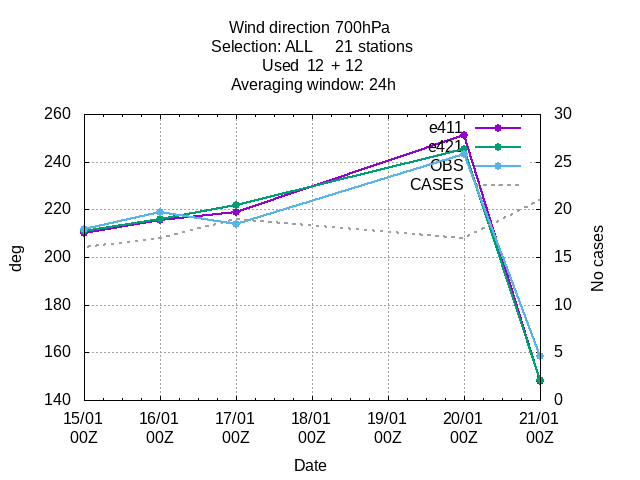 Wind direction 700hPa
Selection: ALL 21 stations
Used 12 + 12
Averaging window: 24h
260
240
220
200
180
160
140
deg
30
25
20
15
10
5
0
No cases
e411
e421
OBS
CASES
15/01 16/01 17/01 18/01 19/01 20/01 21/01
00Z 00Z 00Z 00Z 00Z 00Z 00Z
Date